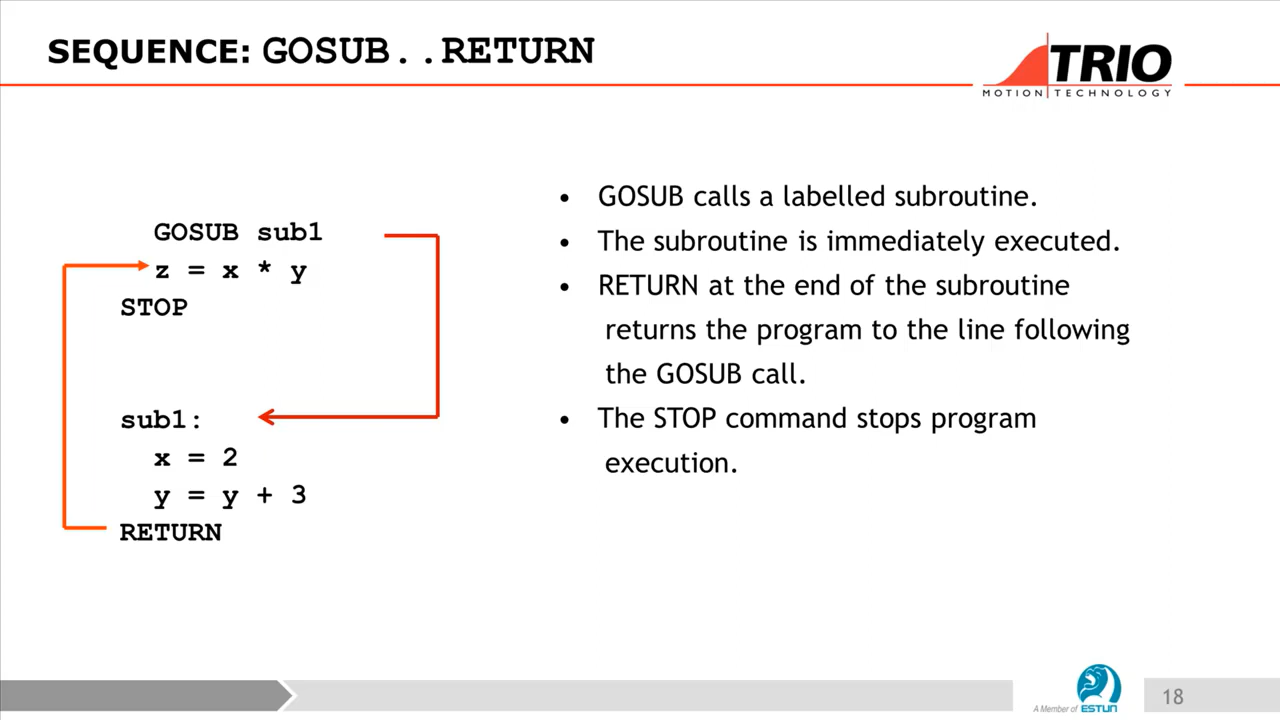 SEQUENCE: GOSUB..RETURN
TRIO
MOTION TECHNOLOGY
GOSUB sub1
z = x * y
STOP
sub1:
x = 2
y = y + 3
RETURN
• GOSUB calls a labelled subroutine.
• The subroutine is immediately executed.
• RETURN at the end of the subroutine
returns the program to the line following
the GOSUB call.
• The STOP command stops program
execution.
A Member of ESTUN
18